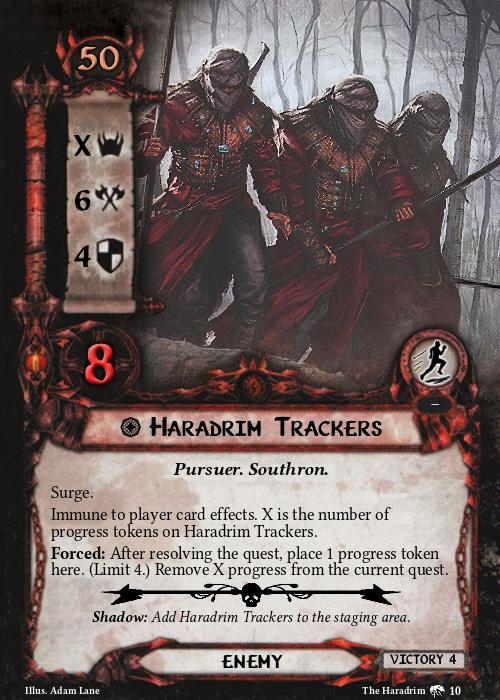 50
X
6
4
8
–
Haradrim Trackers
Pursuer. Southron.
Surge.
Immune to player card effects. X is the number of
progress tokens on Haradrim Trackers.
Forced: After resolving the quest, place 1 progress token
here. (Limit 4.) Remove X progress from the current quest.
Shadow: Add Haradrim Trackers to the staging area.
ENEMY
VICTORY 4
Illus. Adam Lane
The Haradrim 10